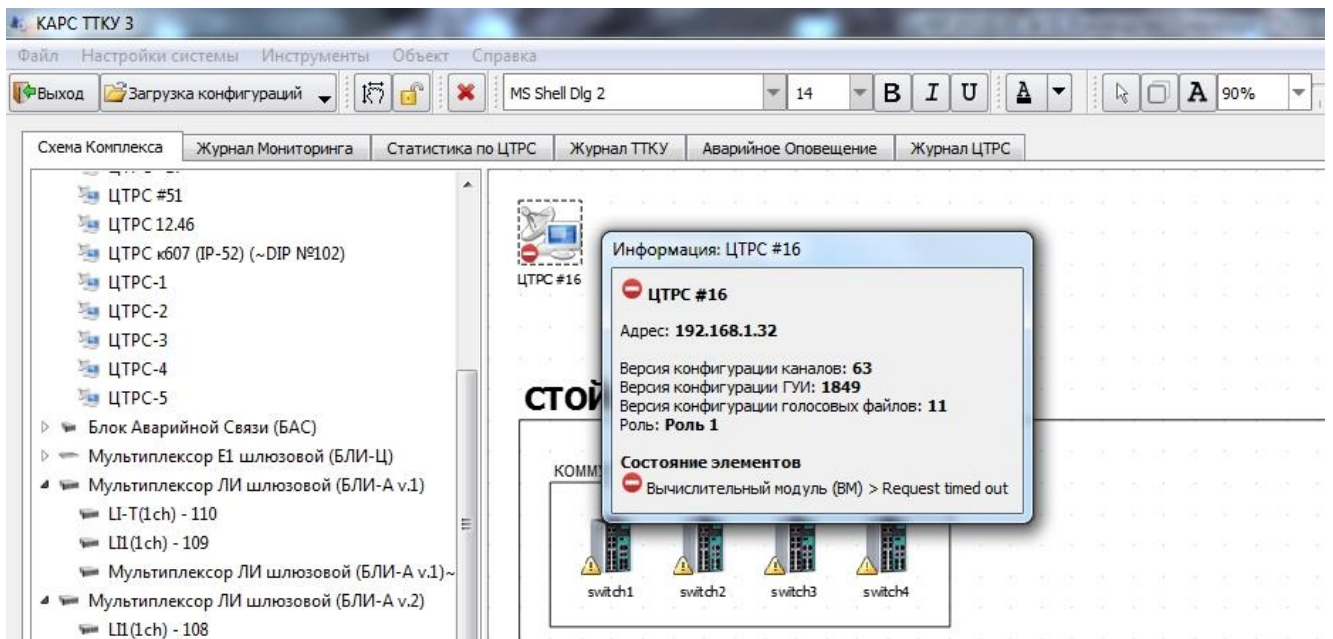 КАРС ТТКУ 3
Файл Настройки системы Инструменты Объект Справка
Выход Загрузка конфигураций MS Shell Dlg 2 14 B I U A A 90%
Схема Комплекса Журнал Мониторинга Статистика по ЦТРС Журнал ТТКУ Аварийное Оповещение Журнал ЦТРС
ЦТРС #51
ЦТРС 12.46
ЦТРС к607 (IP-52) (~DIP №102)
ЦТРС-1
ЦТРС-2
ЦТРС-3
ЦТРС-4
ЦТРС-5
Блок Аварийной Связи (БАС)
Мультиплексор Е1 шлюзовой (БЛИ-Ц)
Мультиплексор ЛИ шлюзовой (БЛИ-А v.1)
LI-T(1ch) - 110
LI1(1ch) - 109
Мультиплексор ЛИ шлюзовой (БЛИ-А v.1)~
Мультиплексор ЛИ шлюзовой (БЛИ-А v.2)
LI1(1ch) - 108
ЦТРС #16
Информация: ЦТРС #16
ЦТРС #16
Адрес: 192.168.1.32
Версия конфигурации каналов: 63
Версия конфигурации ГУИ: 1849
Версия конфигурации голосовых файлов: 11
Роль: Роль 1
Состояние элементов
Вычислительный модуль (ВМ) > Request timed out
СТОЙ
КОММ
switch1 switch2 switch3 switch4